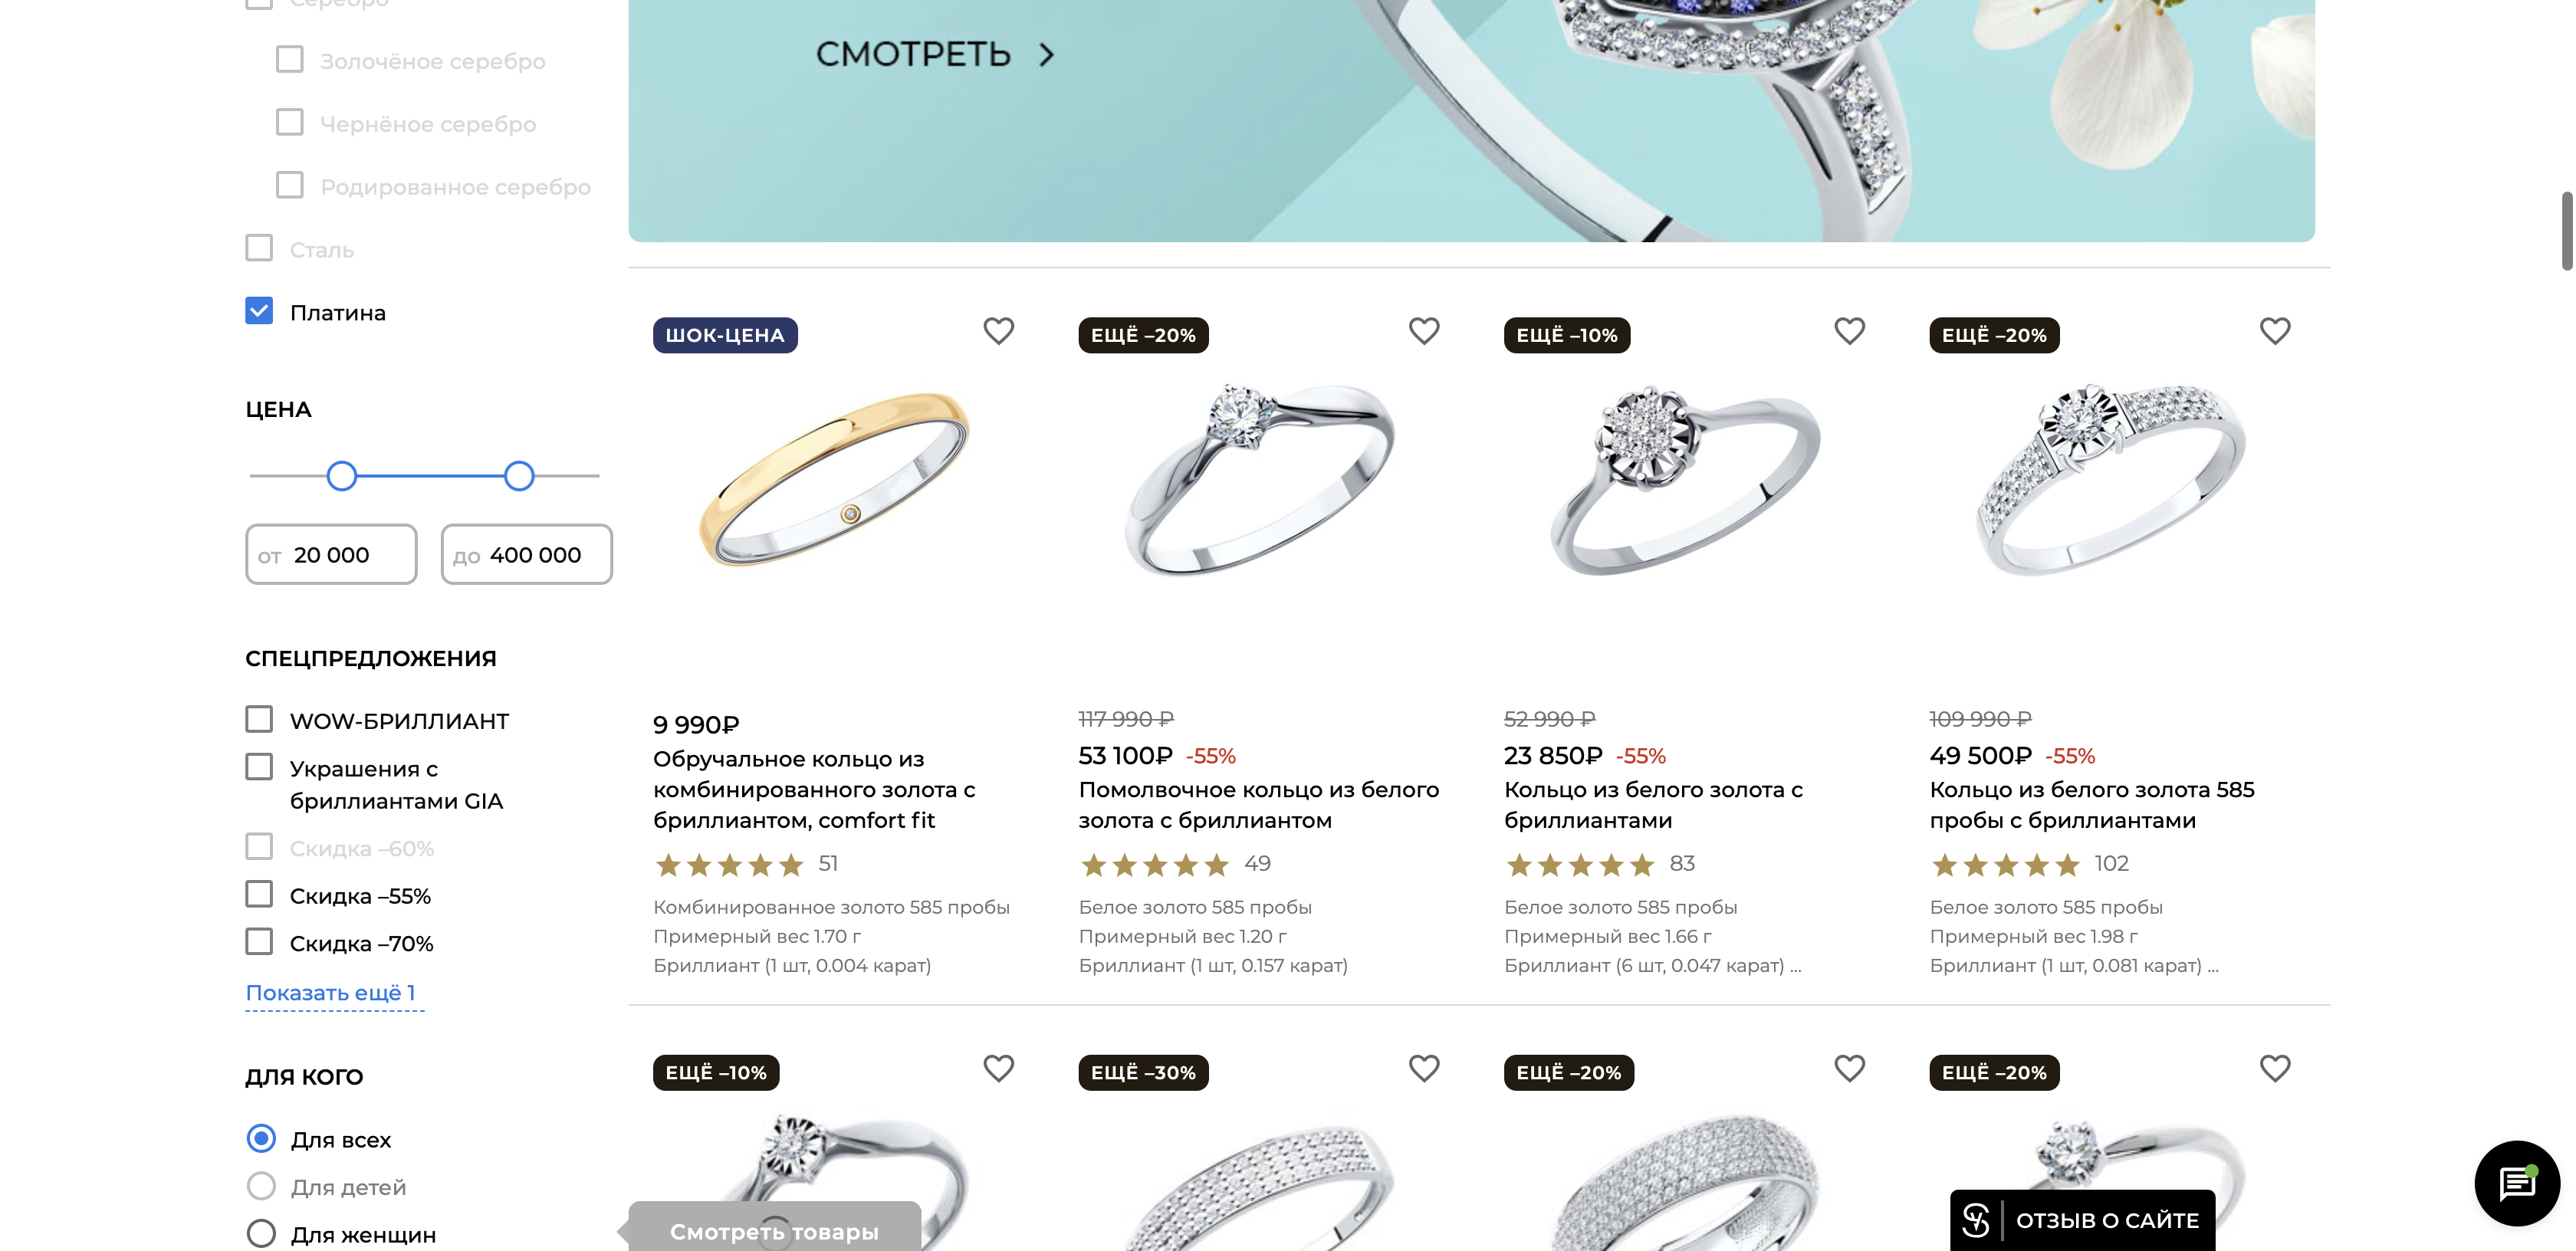 Серебро
Золочёное серебро
Чернёное серебро
Родированное серебро
Сталь
Платина
ЦЕНА
от 20 000
до 400 000
СПЕЦПРЕДЛОЖЕНИЯ
WOW-БРИЛЛИАНТ
Украшения с
бриллиантами GIA
Скидка –60%
Скидка –55%
Скидка –70%
Показать ещё 1
ДЛЯ КОГО
Для всех
Для детей
Для женщин
СМОТРЕТЬ
ШОК-ЦЕНА
9 990₽
Обручальное кольцо из
комбинированного золота с
бриллиантом, comfort fit
51
Комбинированное золото 585 пробы
Примерный вес 1.70 г
Бриллиант (1 шт, 0.004 карат)
ЕЩЁ –20%
117 990 ₽
53 100₽ -55%
Помолвочное кольцо из белого
золота с бриллиантом
49
Белое золото 585 пробы
Примерный вес 1.20 г
Бриллиант (1 шт, 0.157 карат)
ЕЩЁ –10%
52 990 ₽
23 850₽ -55%
Кольцо из белого золота с
бриллиантами
83
Белое золото 585 пробы
Примерный вес 1.66 г
Бриллиант (6 шт, 0.047 карат) ...
ЕЩЁ –20%
109 990 ₽
49 500₽ -55%
Кольцо из белого золота 585
пробы с бриллиантами
102
Белое золото 585 пробы
Примерный вес 1.98 г
Бриллиант (1 шт, 0.081 карат) ...
ЕЩЁ –10%
ЕЩЁ –30%
ЕЩЁ –20%
ЕЩЁ –20%
Смотреть товары
ОТЗЫВ О САЙТЕ